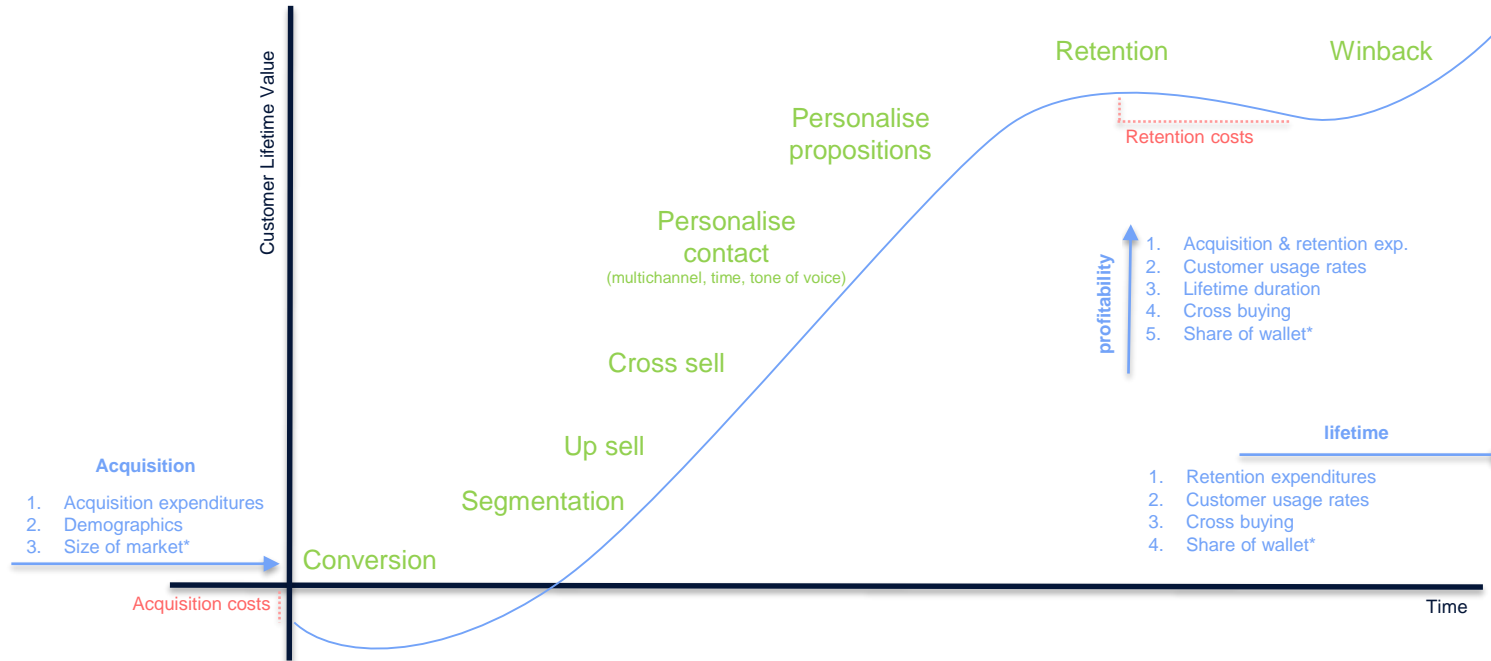 Customer Lifetime Value
Retention
Winback
Personalise
propositions
Retention costs
Personalise
contact
(multichannel, time, tone of voice)
profitability
1. Acquisition & retention exp.
2. Customer usage rates
3. Lifetime duration
4. Cross buying
5. Share of wallet*
Cross sell
Up sell
Segmentation
lifetime
1. Retention expenditures
2. Customer usage rates
3. Cross buying
4. Share of wallet*
Acquisition
1. Acquisition expenditures
2. Demographics
3. Size of market*
Conversion
Acquisition costs
Time